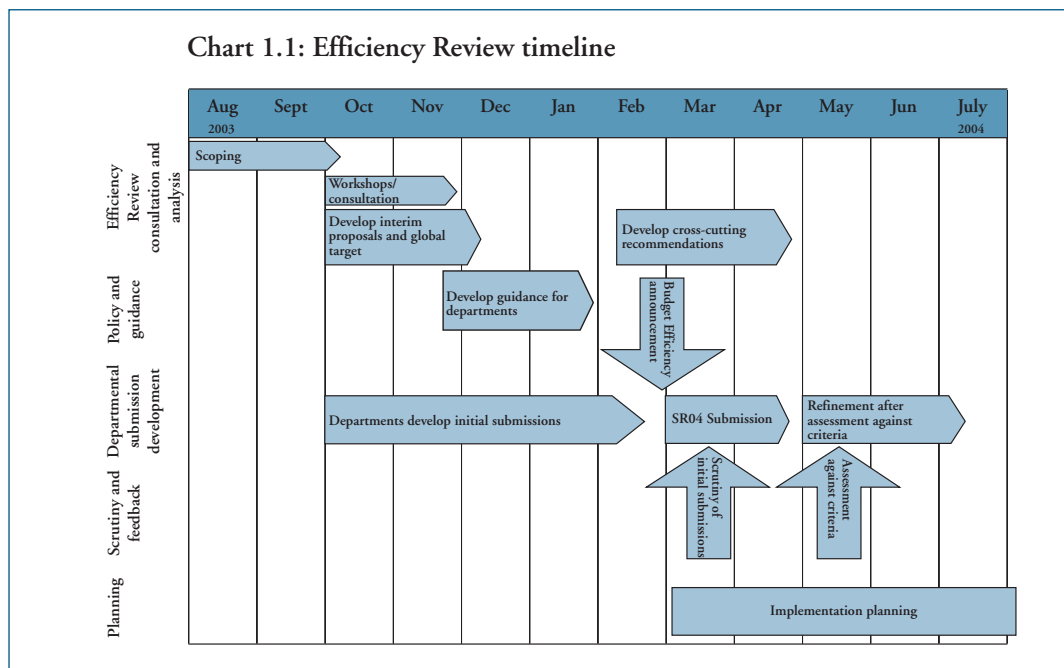 Chart 1.1: Efficiency Review timeline
Aug Sept Oct Nov Dec Jan Feb Mar Apr May Jun July
2003 2004
Efficiency
Review
consultation and
analysis
Scoping
Workshops/
consultation
Develop interim
proposals and global
target
Develop cross-cutting
recommendations
Policy and
guidance
Develop guidance for
departments
Budget Efficiency
announcement
Departmental
submission
development
Departments develop initial submissions
SR04 Submission
Refinement after
assessment against
criteria
Scrutiny and
feedback
Scrutiny of
initial submissions
Assessment
against criteria
Planning
Implementation planning